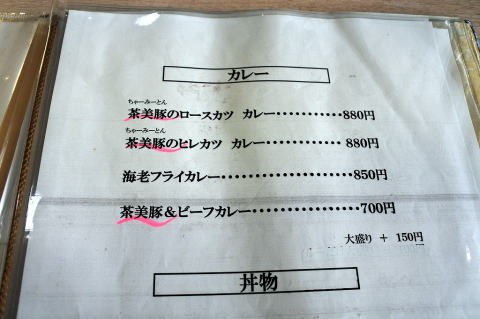 カレー
ちゃーみーとん
茶美豚のロースカツ カレー・・・・・・・・・・・880円
ちゃーみーとん
茶美豚のヒレカツ カレー・・・・・・・・・・・ 880円
海老フライカレー・・・・・・・・・・・・・・・・・・・・・850円
茶美豚＆ビーフカレー・・・・・・・・・・・・・・・・・700円
大盛り ＋ 150円
丼物